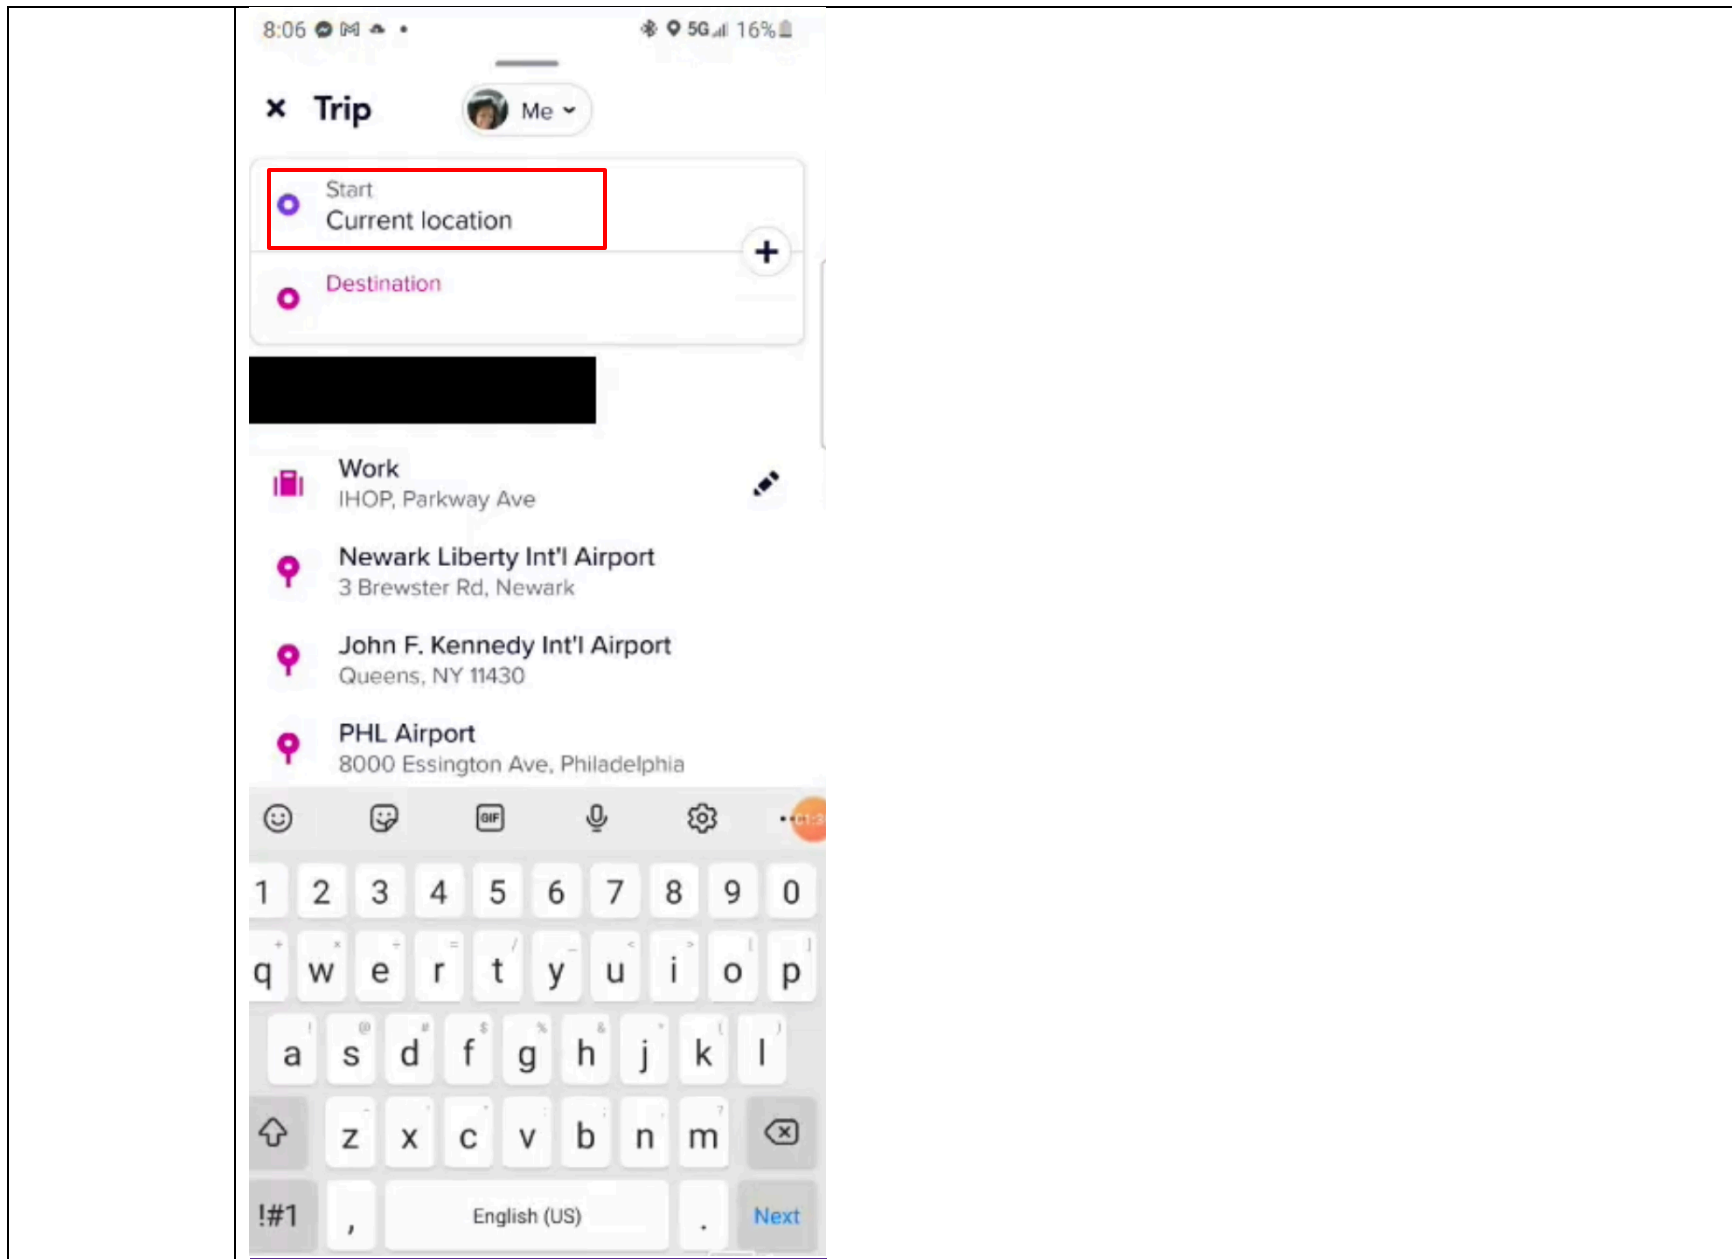 8:06 5G 16%
Trip Me
Start
Current location
Destination
Work
IHOP, Parkway Ave
Newark Liberty Int'l Airport
3 Brewster Rd, Newark
John F. Kennedy Int'l Airport
Queens, NY 11430
PHL Airport
8000 Essington Ave, Philadelphia
GIF
1 2 3 4 5 6 7 8 9 0
q w e r t y u i o p
a s d f g h j k l
z x c v b n m
!#1 , English (US) . Next